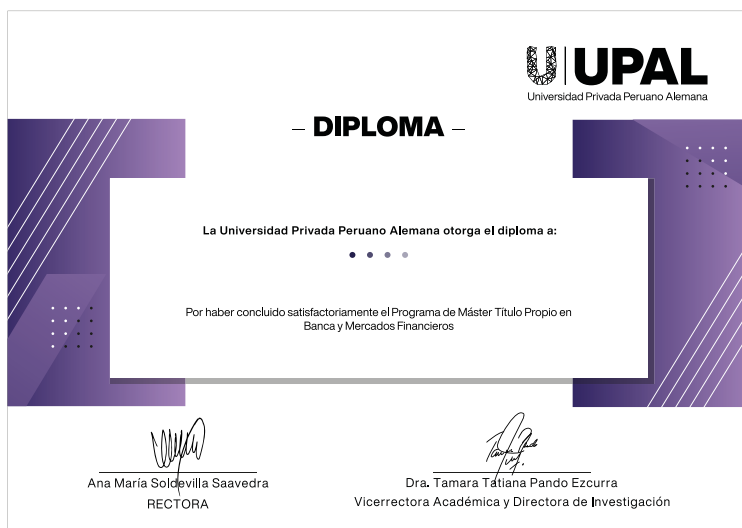 UPAL
Universidad Privada Peruano Alemana
– DIPLOMA –
La Universidad Privada Peruano Alemana otorga el diploma a:
Por haber concluido satisfactoriamente el Programa de Máster Título Propio en
Banca y Mercados Financieros
Ana María Soldevilla Saavedra
RECTORA
Dra. Tamara Tatiana Pando Ezcurra
Vicerrectora Académica y Directora de Investigación